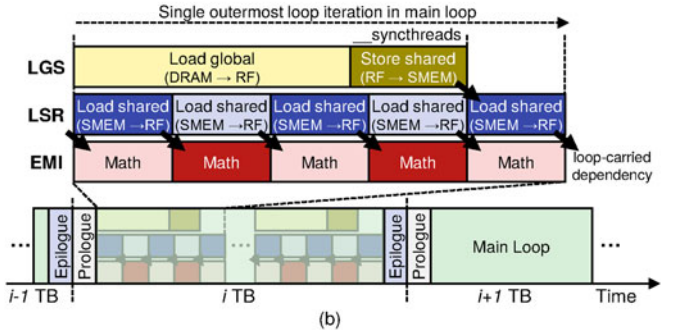 Single outermost loop iteration in main loop
__syncthreads
LGS
Load global
(DRAM → RF)
Store shared
(RF → SMEM)
LSR
Load shared
(SMEM→RF)
Load shared
(SMEM→RF)
Load shared
(SMEM→RF)
Load shared
(SMEM→RF)
Load shared
(SMEM→RF)
EMI
Math
Math
Math
Math
Math
loop-carried
dependency
...
Epilogue
Prologue
...
Epilogue
Prologue
Main Loop
...
i-1 TB
i TB
i+1 TB
Time
(b)